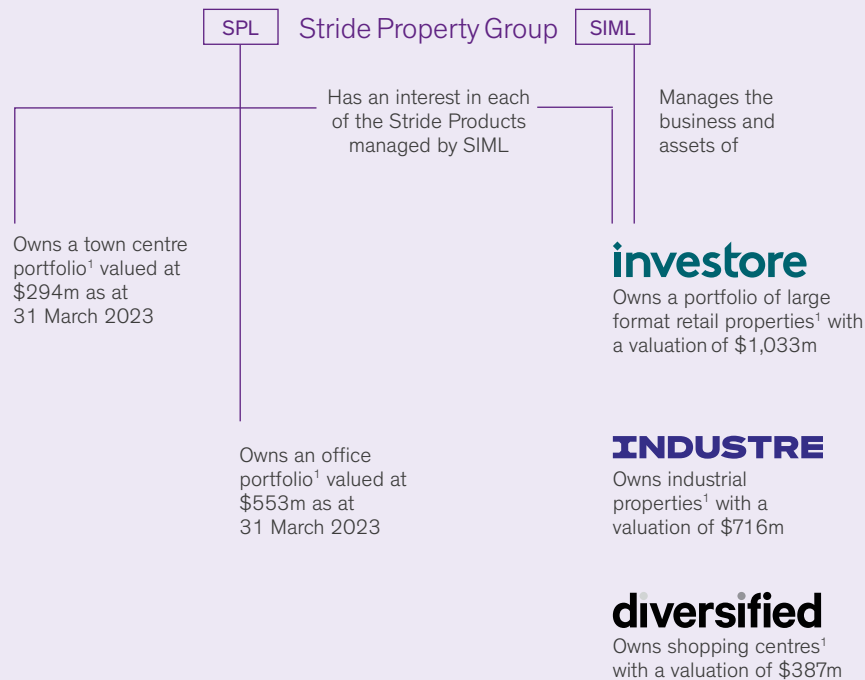 SPL Stride Property Group SIML
Has an interest in each
of the Stride Products
managed by SIML
Manages the
business and
assets of
Owns a town centre
portfolio¹ valued at
$294m as at
31 March 2023
investore
Owns a portfolio of large
format retail properties¹ with
a valuation of $1,033m
Owns an office
portfolio¹ valued at
$553m as at
31 March 2023
INDUSTRE
Owns industrial
properties¹ with a
valuation of $716m
diversified
Owns shopping centres¹
with a valuation of $387m